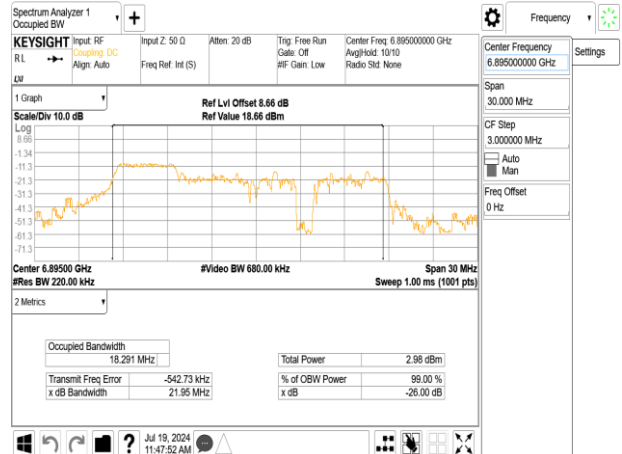 Spectrum Analyzer 1
Occupied BW
Frequency
KEYSIGHT
Input: RF
Coupling: DC
Align: Auto
Input Z: 50 Ω
Freq Ref: Int (S)
Atten: 20 dB
Trig: Free Run
Gate: Off
#IF Gain: Low
Center Freq: 6.895000000 GHz
Avg|Hold: 10/10
Radio Std: None
RL
LXI
Center Frequency
6.895000000 GHz
Settings
Span
30.000 MHz
CF Step
3.000000 MHz
Auto
Man
Freq Offset
0 Hz
1 Graph
Scale/Div 10.0 dB
Ref Lvl Offset 8.66 dB
Ref Value 18.66 dBm
Log
8.66
-1.34
-11.3
-21.3
-31.3
-41.3
-51.3
-61.3
-71.3
Center 6.89500 GHz
#Video BW 680.00 kHz
Span 30 MHz
#Res BW 220.00 kHz
Sweep 1.00 ms (1001 pts)
2 Metrics
Occupied Bandwidth
18.291 MHz
Total Power 2.98 dBm
Transmit Freq Error -542.73 kHz
% of OBW Power 99.00 %
x dB Bandwidth 21.95 MHz
x dB -26.00 dB
?
Jul 19, 2024
11:47:52 AM